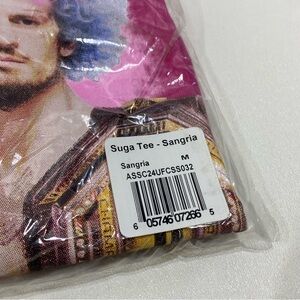 Suga Tee - Sangria
Sangria M
ASSC24UFCSS032
6 05746 07266 5